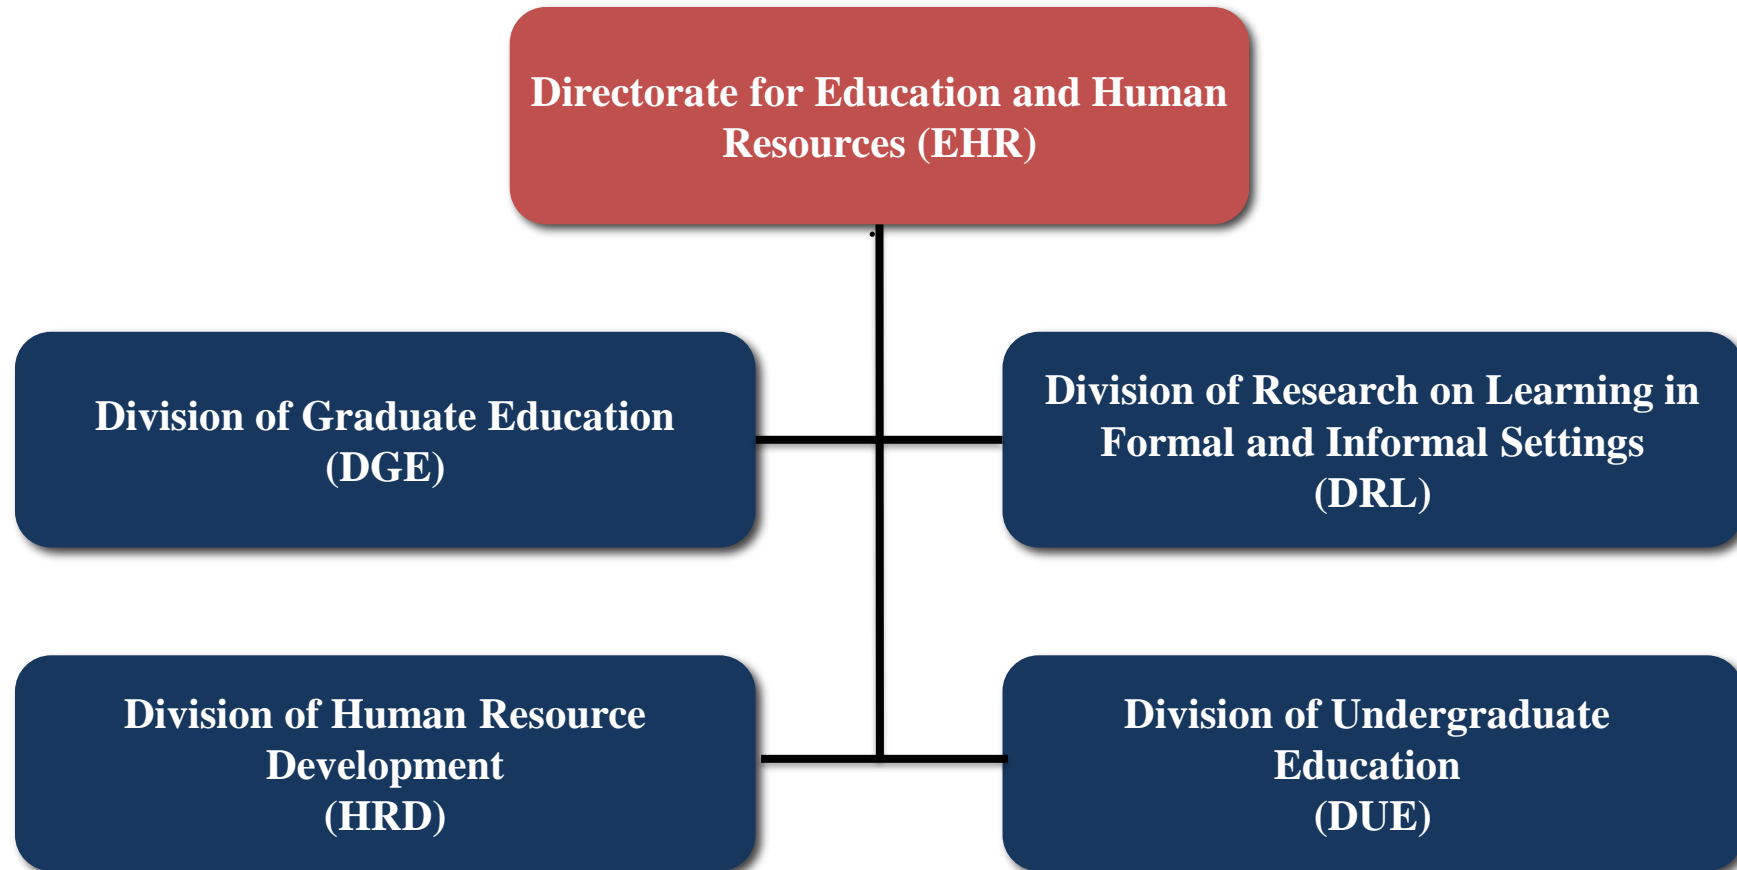 Directorate for Education and Human
Resources (EHR)
Division of Graduate Education
(DGE)
Division of Research on Learning in
Formal and Informal Settings
(DRL)
Division of Human Resource
Development
(HRD)
Division of Undergraduate
Education
(DUE)